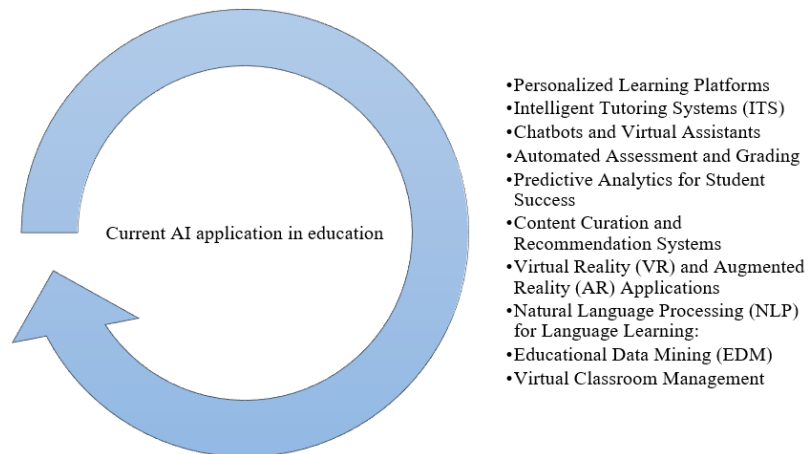 Current AI application in education
•Personalized Learning Platforms
•Intelligent Tutoring Systems (ITS)
•Chatbots and Virtual Assistants
•Automated Assessment and Grading
•Predictive Analytics for Student
Success
•Content Curation and
Recommendation Systems
•Virtual Reality (VR) and Augmented
Reality (AR) Applications
•Natural Language Processing (NLP)
for Language Learning:
•Educational Data Mining (EDM)
•Virtual Classroom Management